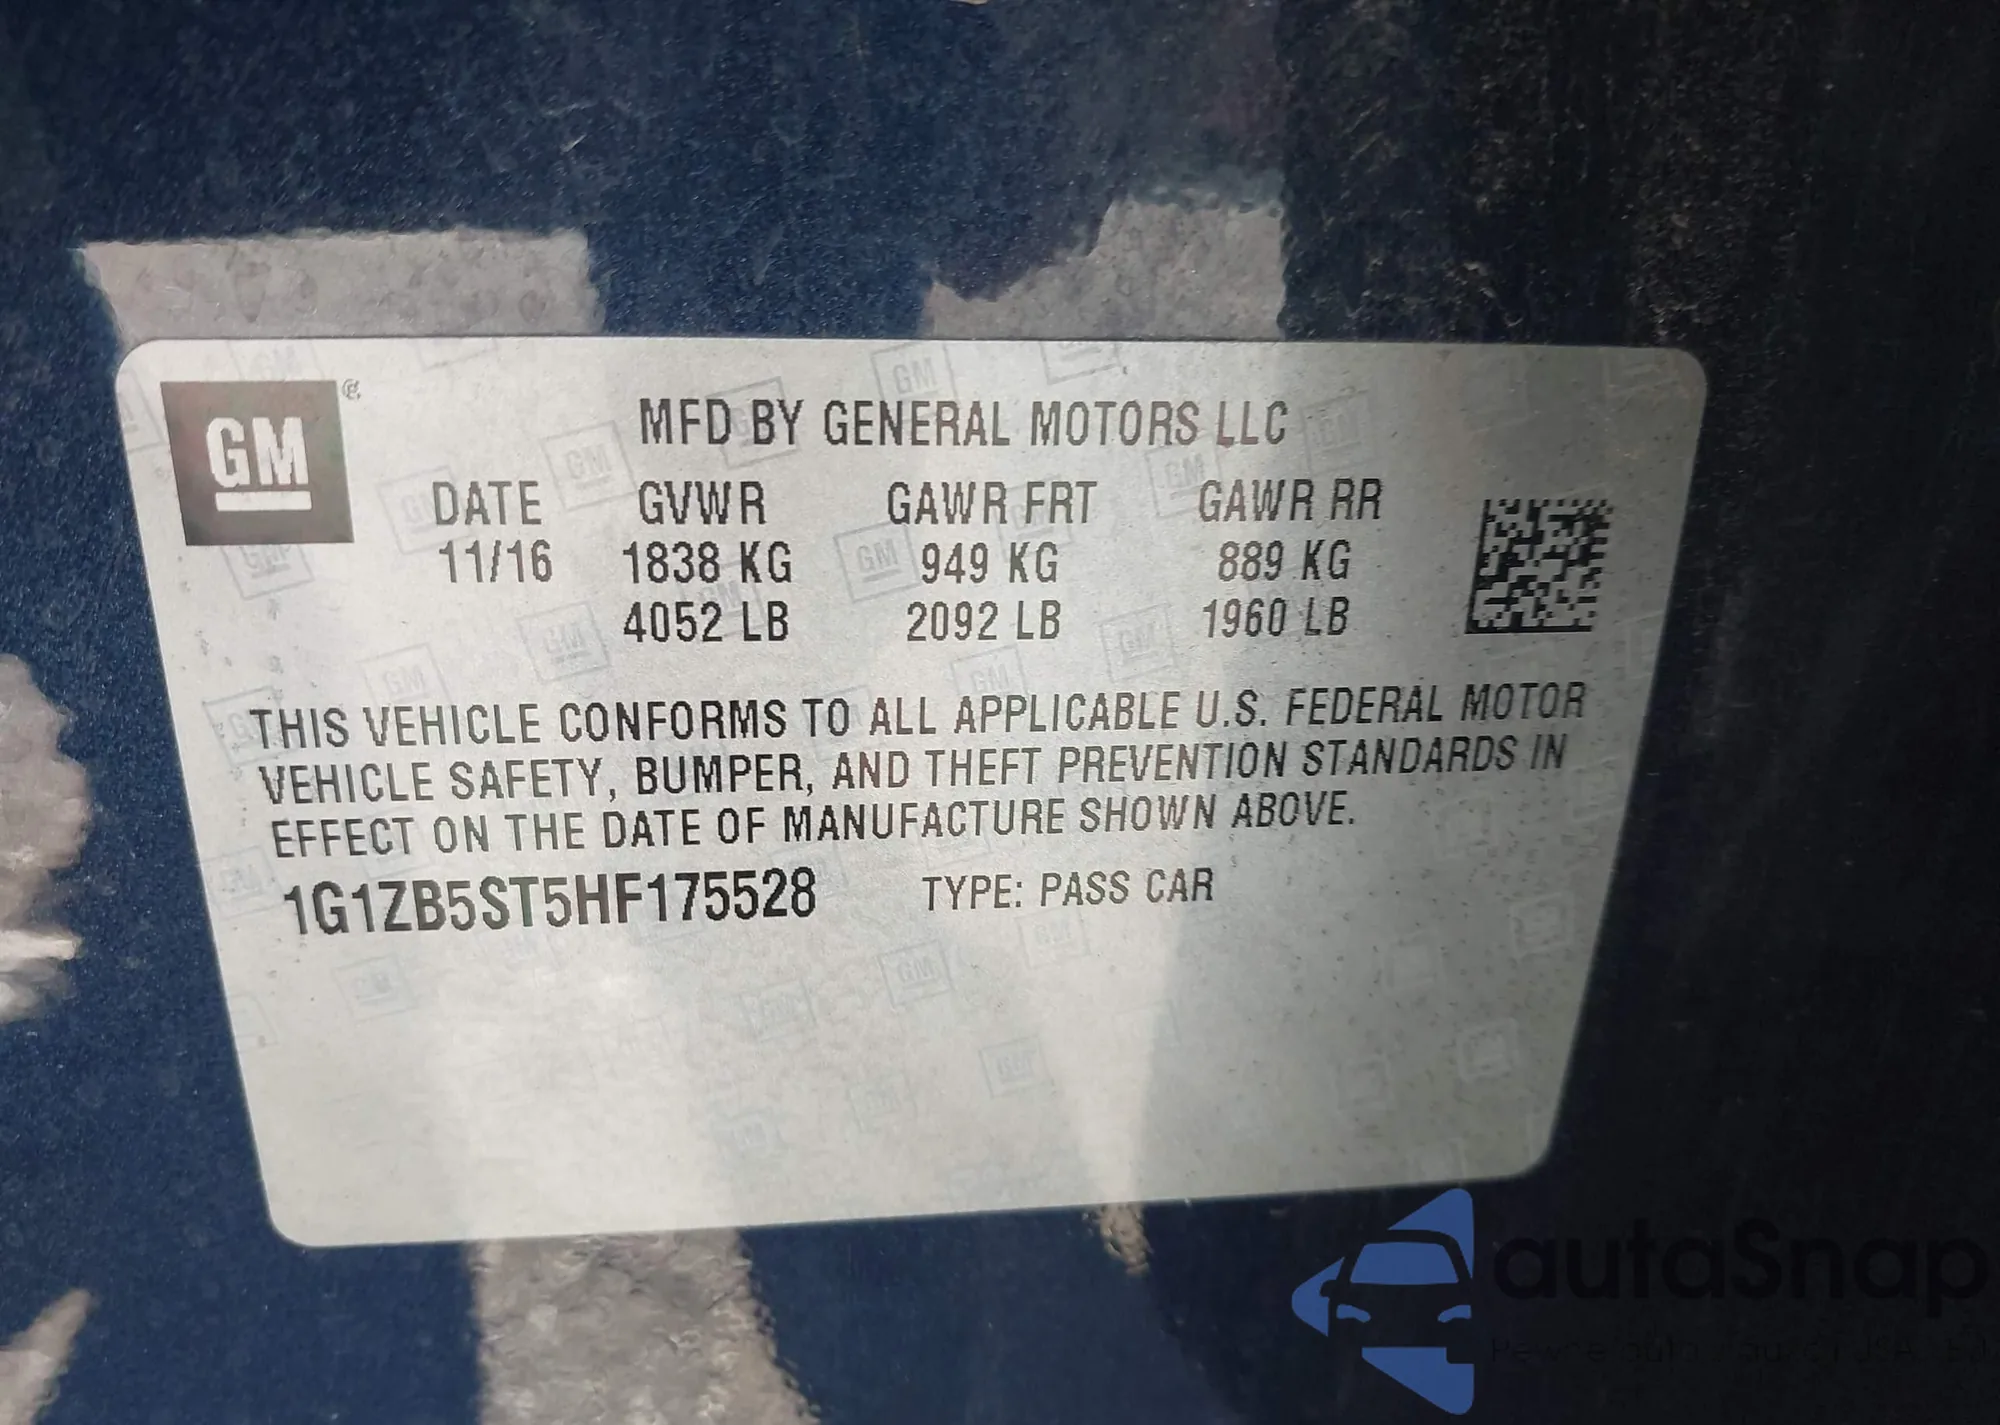 GM ®
MFD BY GENERAL MOTORS LLC
DATE GVWR GAWR FRT GAWR RR
11/16 1838 KG 949 KG 889 KG
4052 LB 2092 LB 1960 LB
THIS VEHICLE CONFORMS TO ALL APPLICABLE U.S. FEDERAL MOTOR
VEHICLE SAFETY, BUMPER, AND THEFT PREVENTION STANDARDS IN
EFFECT ON THE DATE OF MANUFACTURE SHOWN ABOVE.
1G1ZB5ST5HF175528 TYPE: PASS CAR
autaSnap